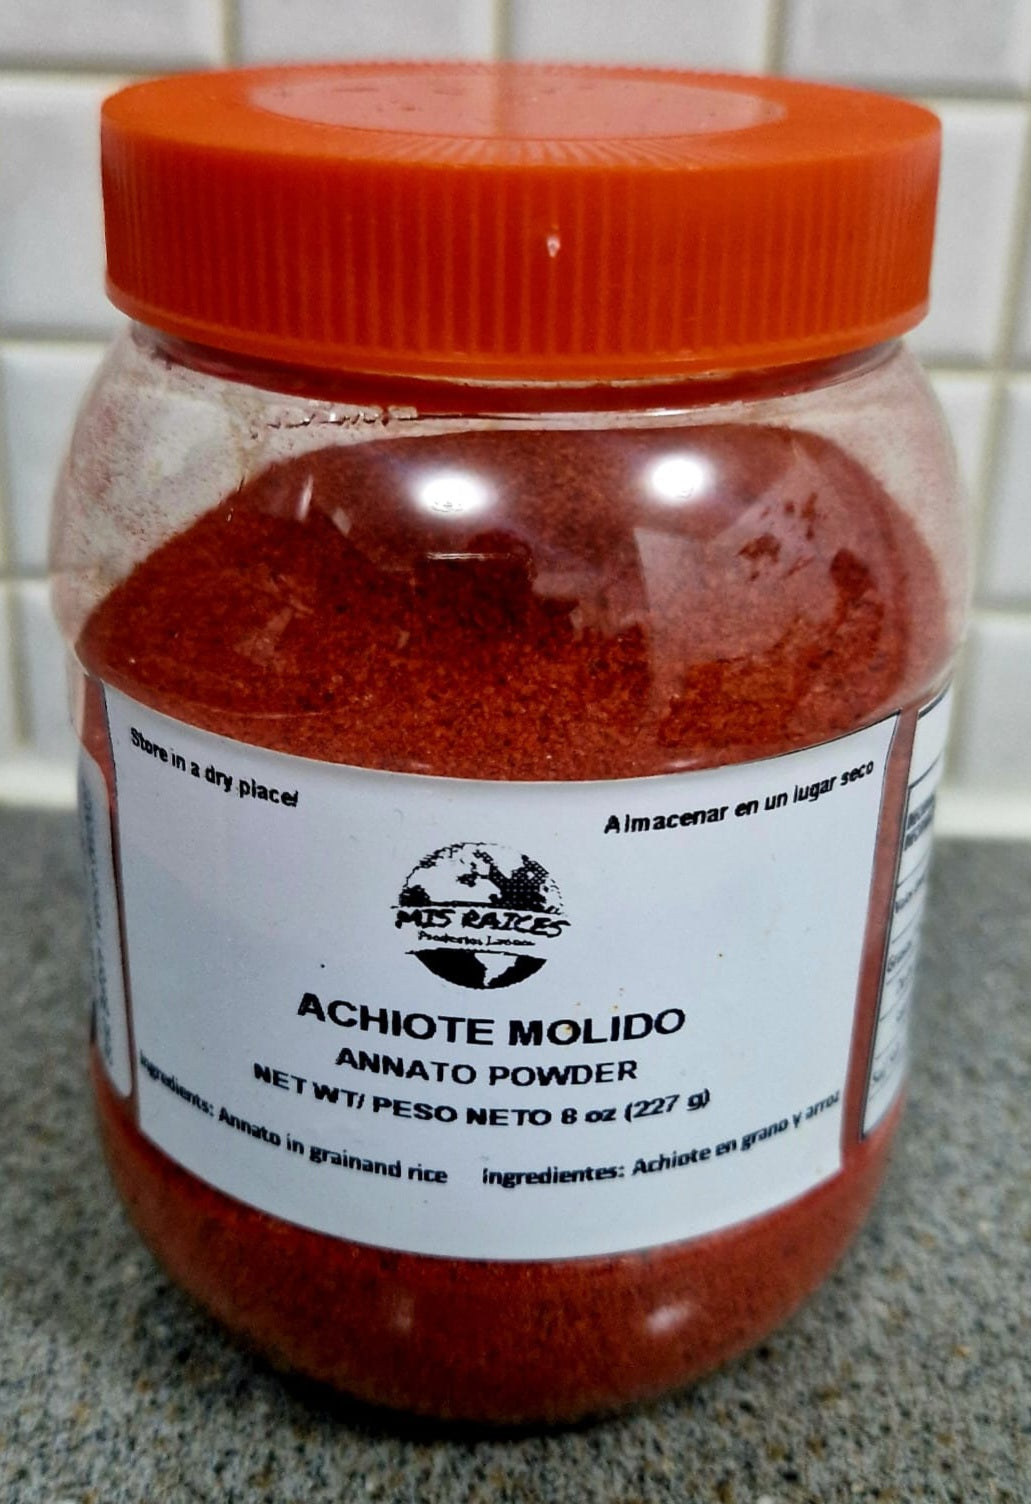 Store in a dry place!
Almacenar en un lugar seco
MIS RAICES
ACHIOTE MOLIDO
ANNATO POWDER
NET WT/ PESO NETO 8 oz (227 g)
Ingredients: Annato in grainand rice
ingredientes: Achiote en grano y arroz